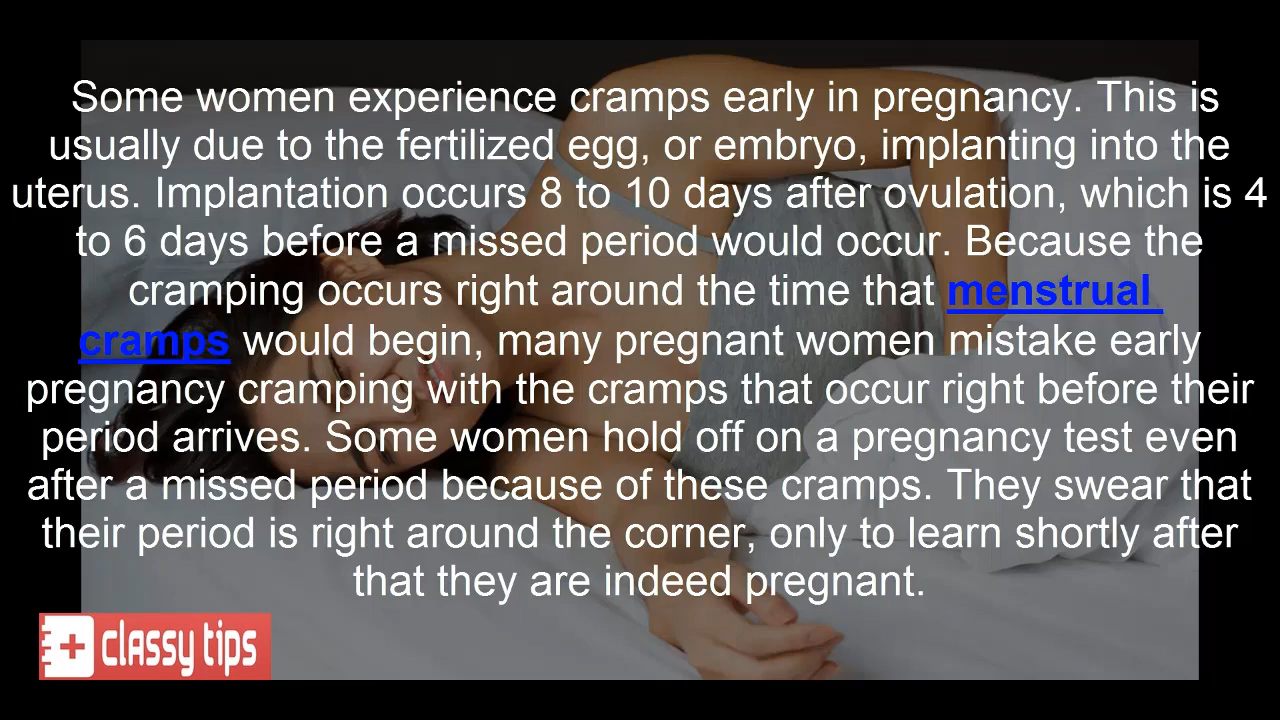 Some women experience cramps early in pregnancy. This is
usually due to the fertilized egg, or embryo, implanting into the
uterus. Implantation occurs 8 to 10 days after ovulation, which is 4
to 6 days before a missed period would occur. Because the
cramping occurs right around the time that menstrual
cramps would begin, many pregnant women mistake early
pregnancy cramping with the cramps that occur right before their
period arrives. Some women hold off on a pregnancy test even
after a missed period because of these cramps. They swear that
their period is right around the corner, only to learn shortly after
that they are indeed pregnant.
classy tips